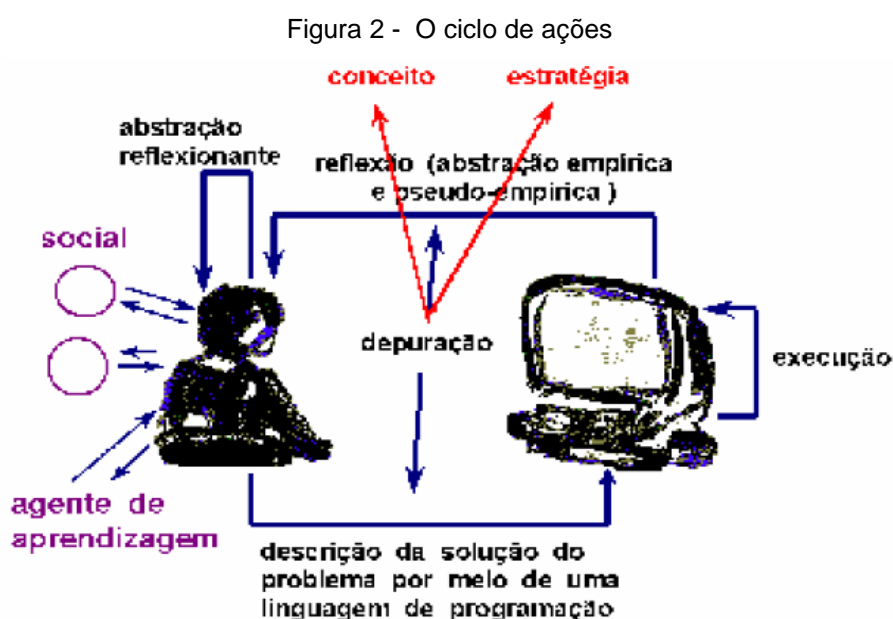 Figura 2 - O ciclo de ações
conceito
estratégia
abstração
reflexionante
reflexão (abstração empírica
e pseudo-empírica )
social
depuração
execução
agente de
aprendizagem
descrição da solução do
problema por meio de uma
linguagem de programação